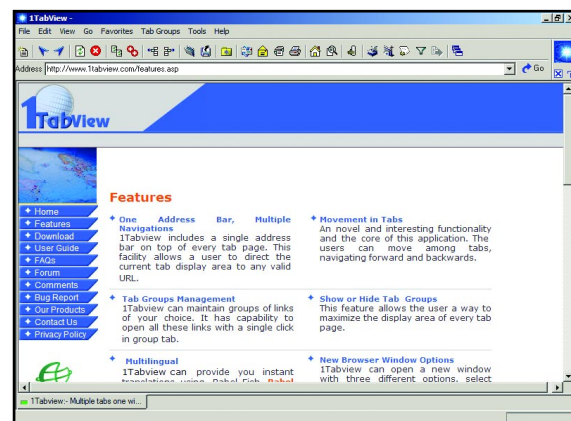 1TabView -
File Edit View Go Favorites Tab Groups Tools Help
Address http://www.1tabview.com/features.asp Go
1TabView
Features
Home
Features
Download
User Guide
FAQs
Forum
Comments
Bug Report
Our Products
Contact Us
Privacy Policy
One Address Bar, Multiple
Navigations
1Tabview includes a single address
bar on top of every tab page. This
facility allows a user to direct the
current tab display area to any valid
URL.
Movement in Tabs
An novel and interesting functionality
and the core of this application. The
users can move among tabs,
navigating forward and backwards.
Tab Groups Management
1Tabview can maintain groups of links
of your choice. It has capability to
open all these links with a single click
in group tab.
Show or Hide Tab Groups
This feature allows the user a way to
maximize the display area of every tab
page.
Multilingual
1Tabview can provide you instant
translations using Babel Fish. Babel
New Browser Window Options
1Tabview can open a new window
with three different options, select
1Tabview:- Multiple tabs one wi...